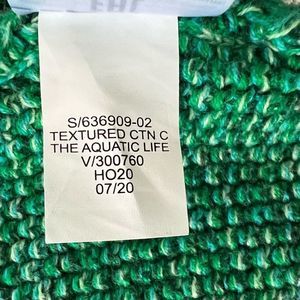 S/636909-02
TEXTURED CTN C
THE AQUATIC LIFE
V/300760
HO20
07/20